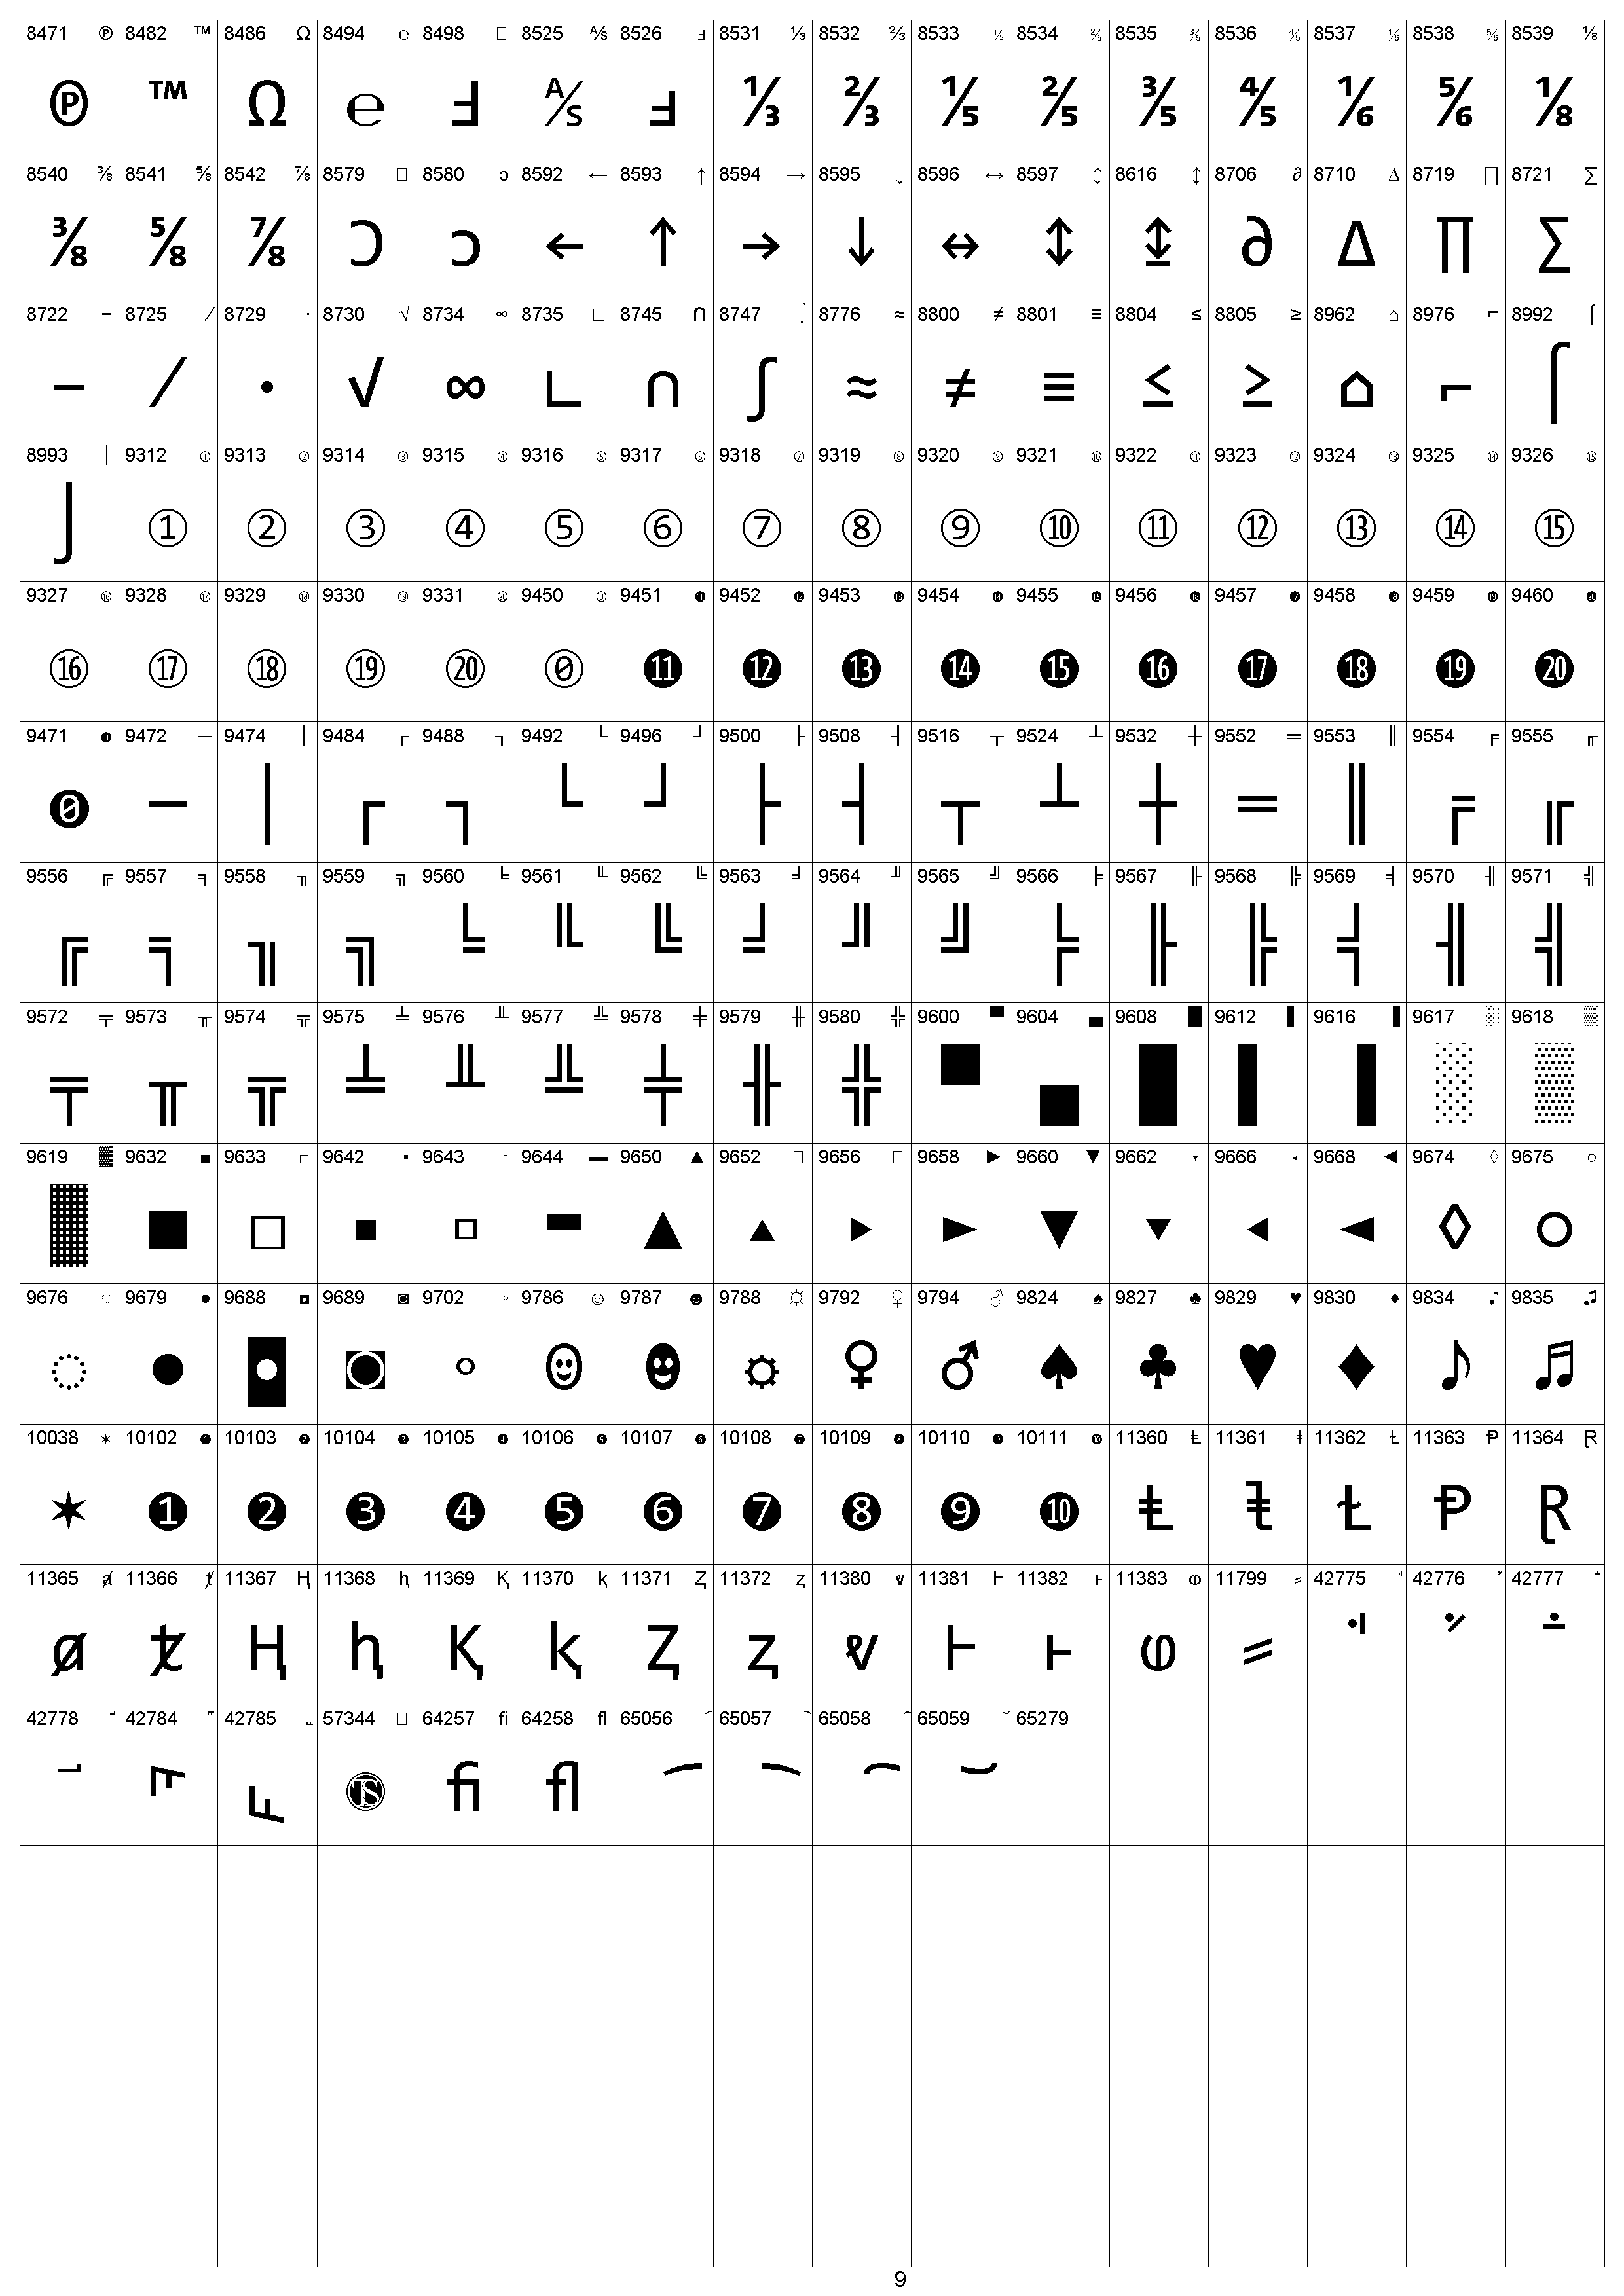 8471 ℗ 8482 ™ 8486 Ω 8494 ℮ 8498 □ 8525 ⅍ 8526 ⅎ 8531 ⅓ 8532 ⅔ 8533 ⅕ 8534 ⅖ 8535 ⅗ 8536 ⅘ 8537 ⅙ 8538 ⅚ 8539 ⅛
℗ ™ Ω ℮ Ⅎ ⅍ ⅎ ⅓ ⅔ ⅕ ⅖ ⅗ ⅘ ⅙ ⅚ ⅛
8540 ⅜ 8541 ⅝ 8542 ⅞ 8579 □ 8580 ↄ 8592 ← 8593 ↑ 8594 → 8595 ↓ 8596 ↔ 8597 ↕ 8616 ↕ 8706 ∂ 8710 ∆ 8719 ∏ 8721 ∑
⅜ ⅝ ⅞ Ↄ ↄ ← ↑ → ↓ ↔ ↕ ↨ ∂ ∆ ∏ ∑
8722 − 8725 ∕ 8729 ∙ 8730 √ 8734 ∞ 8735 ∟ 8745 ∩ 8747 ∫ 8776 ≈ 8800 ≠ 8801 ≡ 8804 ≤ 8805 ≥ 8962 ⌂ 8976 ⌐ 8992 ⌠
− ∕ ∙ √ ∞ ∟ ∩ ∫ ≈ ≠ ≡ ≤ ≥ ⌂ ⌐ ⌠
8993 ⌡ 9312 ① 9313 ② 9314 ③ 9315 ④ 9316 ⑤ 9317 ⑥ 9318 ⑦ 9319 ⑧ 9320 ⑨ 9321 ⑩ 9322 ⑪ 9323 ⑫ 9324 ⑬ 9325 ⑭ 9326 ⑮
⌡ ① ② ③ ④ ⑤ ⑥ ⑦ ⑧ ⑨ ⑩ ⑪ ⑫ ⑬ ⑭ ⑮
9327 ⑯ 9328 ⑰ 9329 ⑱ 9330 ⑲ 9331 ⑳ 9450 ⓪ 9451 ⓫ 9452 ⓬ 9453 ⓭ 9454 ⓮ 9455 ⓯ 9456 ⓰ 9457 ⓱ 9458 ⓲ 9459 ⓳ 9460 ⓴
⑯ ⑰ ⑱ ⑲ ⑳ ⓪ ⓫ ⓬ ⓭ ⓮ ⓯ ⓰ ⓱ ⓲ ⓳ ⓴
9471 ⓿ 9472 ─ 9474 │ 9484 ┌ 9488 ┐ 9492 └ 9496 ┘ 9500 ├ 9508 ┤ 9516 ┬ 9524 ┴ 9532 ┼ 9552 ═ 9553 ║ 9554 ╒ 9555 ╓
⓿ ─ │ ┌ ┐ └ ┘ ├ ┤ ┬ ┴ ┼ ═ ║ ╒ ╓
9556 ╔ 9557 ╕ 9558 ╖ 9559 ╗ 9560 ╘ 9561 ╙ 9562 ╚ 9563 ╛ 9564 ╜ 9565 ╝ 9566 ╞ 9567 ╟ 9568 ╠ 9569 ╡ 9570 ╢ 9571 ╣
╔ ╕ ╖ ╗ ╘ ╙ ╚ ╛ ╜ ╝ ╞ ╟ ╠ ╡ ╢ ╣
9572 ╤ 9573 ╥ 9574 ╦ 9575 ╧ 9576 ╨ 9577 ╩ 9578 ╪ 9579 ╫ 9580 ╬ 9600 ▀ 9604 ▄ 9608 █ 9612 ▌ 9616 ▐ 9617 ░ 9618 ▒
╤ ╥ ╦ ╧ ╨ ╩ ╪ ╫ ╬ ▀ ▄ █ ▌ ▐ ░ ▒
9619 ▓ 9632 ■ 9633 □ 9642 ▪ 9643 ▫ 9644 ▬ 9650 ▲ 9652 □ 9656 □ 9658 ► 9660 ▼ 9662 ▾ 9666 ◂ 9668 ◄ 9674 ◊ 9675 ○
▓ ■ □ ▪ ▫ ▬ ▲ ▴ ▸ ► ▼ ▾ ◂ ◄ ◊ ○
9676 ◌ 9679 ● 9688 ◘ 9689 ◙ 9702 ◦ 9786 ☺ 9787 ☻ 9788 ☼ 9792 ♀ 9794 ♂ 9824 ♠ 9827 ♣ 9829 ♥ 9830 ♦ 9834 ♪ 9835 ♫
◌ ● ◘ ◙ ◦ ☺ ☻ ☼ ♀ ♂ ♠ ♣ ♥ ♦ ♪ ♫
10038 ✶ 10102 ❶ 10103 ❷ 10104 ❸ 10105 ❹ 10106 ❺ 10107 ❻ 10108 ❼ 10109 ❽ 10110 ❾ 10111 ❿ 11360 Ⱡ 11361 ⱡ 11362 Ɫ 11363 Ᵽ 11364 Ɽ
✶ ❶ ❷ ❸ ❹ ❺ ❻ ❼ ❽ ❾ ❿ Ⱡ ⱡ Ɫ Ᵽ Ɽ
11365 ⱥ 11366 ⱦ 11367 Ⱨ 11368 ⱨ 11369 Ⱪ 11370 ⱪ 11371 Ⱬ 11372 ⱬ 11380 ⱴ 11381 Ⱶ 11382 ⱶ 11383 ⱷ 11799 ⸗ 42775 ꜗ 42776 ꜘ 42777 ꜙ
ⱥ ⱦ Ⱨ ⱨ Ⱪ ⱪ Ⱬ ⱬ ⱴ Ⱶ ⱶ ⱷ ⸗ ꜗ ꜘ ꜙ
42778 ꜚ 42784 ꜠ 42785 ꜡ 57344 □ 64257 ﬁ 64258 ﬂ 65056 ︠ 65057 ︡ 65058 ︢ 65059 ︣ 65279
ꜚ ꜠ ꜡ TS ﬁ ﬂ ︠ ︡ ︢ ︣
9